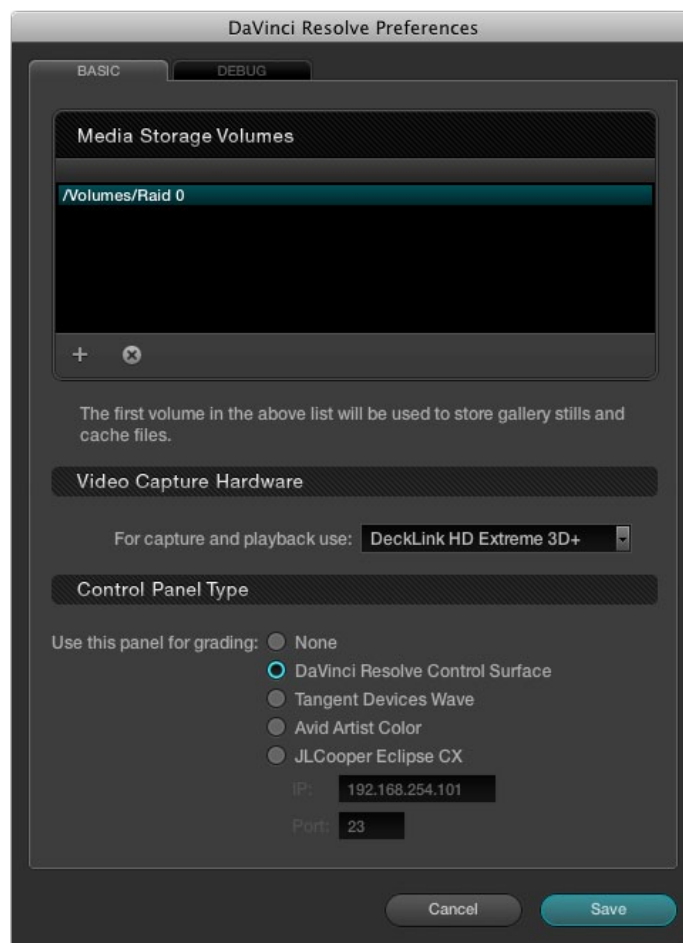 DaVinci Resolve Preferences
BASIC
DEBUG
Media Storage Volumes
/Volumes/Raid 0
The first volume in the above list will be used to store gallery stills and
cache files.
Video Capture Hardware
For capture and playback use: DeckLink HD Extreme 3D+
Control Panel Type
Use this panel for grading: None
DaVinci Resolve Control Surface
Tangent Devices Wave
Avid Artist Color
JLCooper Eclipse CX
IP: 192.168.254.101
Port: 23
Cancel
Save